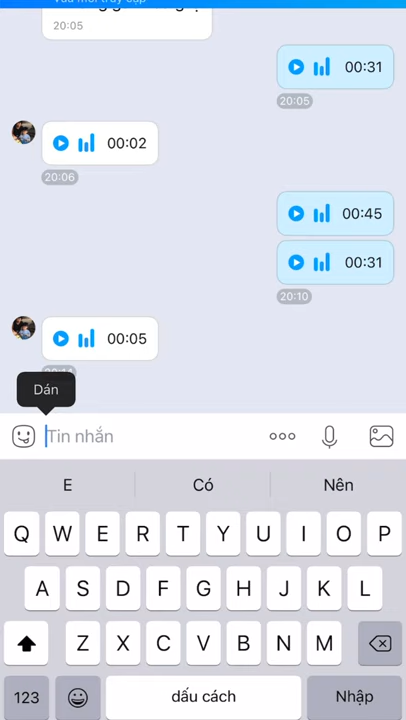 20:05
00:31
20:05
00:02
20:06
00:45
00:31
20:10
00:05
Dán
Tin nhắn
E Có Nên
Q W E R T Y U I O P
A S D F G H J K L
Z X C V B N M
123 dấu cách Nhập